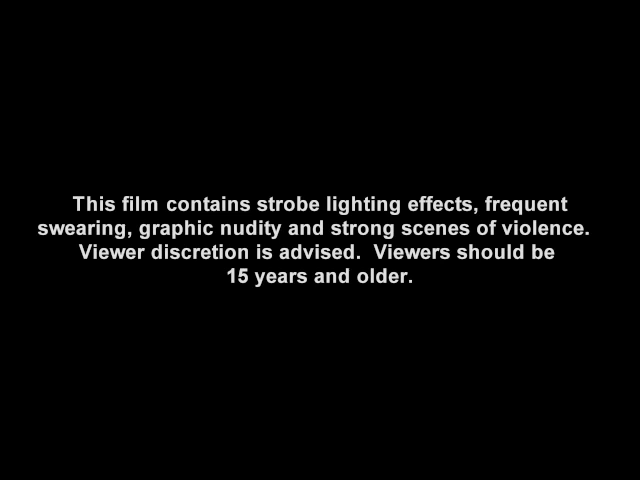 This film contains strobe lighting effects, frequent
swearing, graphic nudity and strong scenes of violence.
Viewer discretion is advised.  Viewers should be
15 years and older.